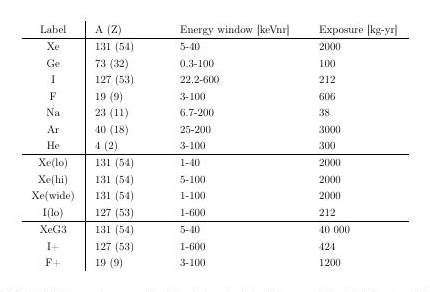 Label A (Z) Energy window [keVnr] Exposure [kg-yr]
Xe 131 (54) 5-40 2000
Ge 73 (32) 0.3-100 100
I 127 (53) 22.2-600 212
F 19 (9) 3-100 606
Na 23 (11) 6.7-200 38
Ar 40 (18) 25-200 3000
He 4 (2) 3-100 300
Xe(lo) 131 (54) 1-40 2000
Xe(hi) 131 (54) 5-100 2000
Xe(wide) 131 (54) 1-100 2000
I(lo) 127 (53) 1-600 212
XeG3 131 (54) 5-40 40 000
I+ 127 (53) 1-600 424
F+ 19 (9) 3-100 1200